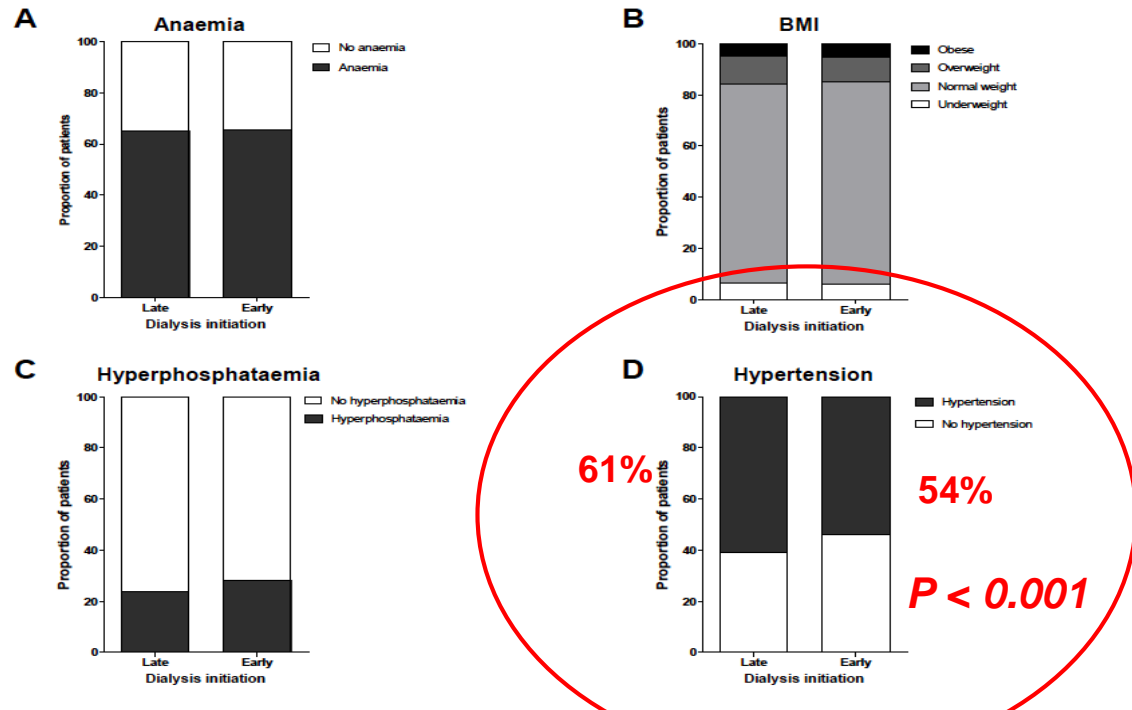 A
Anaemia
No anaemia
Anaemia
Proportion of patients
100
80
60
40
20
0
Late
Early
Dialysis initiation
B
BMI
Obese
Overweight
Normal weight
Underweight
Proportion of patients
100
80
60
40
20
0
Late
Early
Dialysis initiation
C
Hyperphosphataemia
No hyperphosphataemia
Hyperphosphataemia
Proportion of patients
100
80
60
40
20
0
Late
Early
Dialysis initiation
D
Hypertension
Hypertension
No hypertension
61%
54%
P < 0.001
Proportion of patients
100
80
60
40
20
0
Late
Early
Dialysis initiation